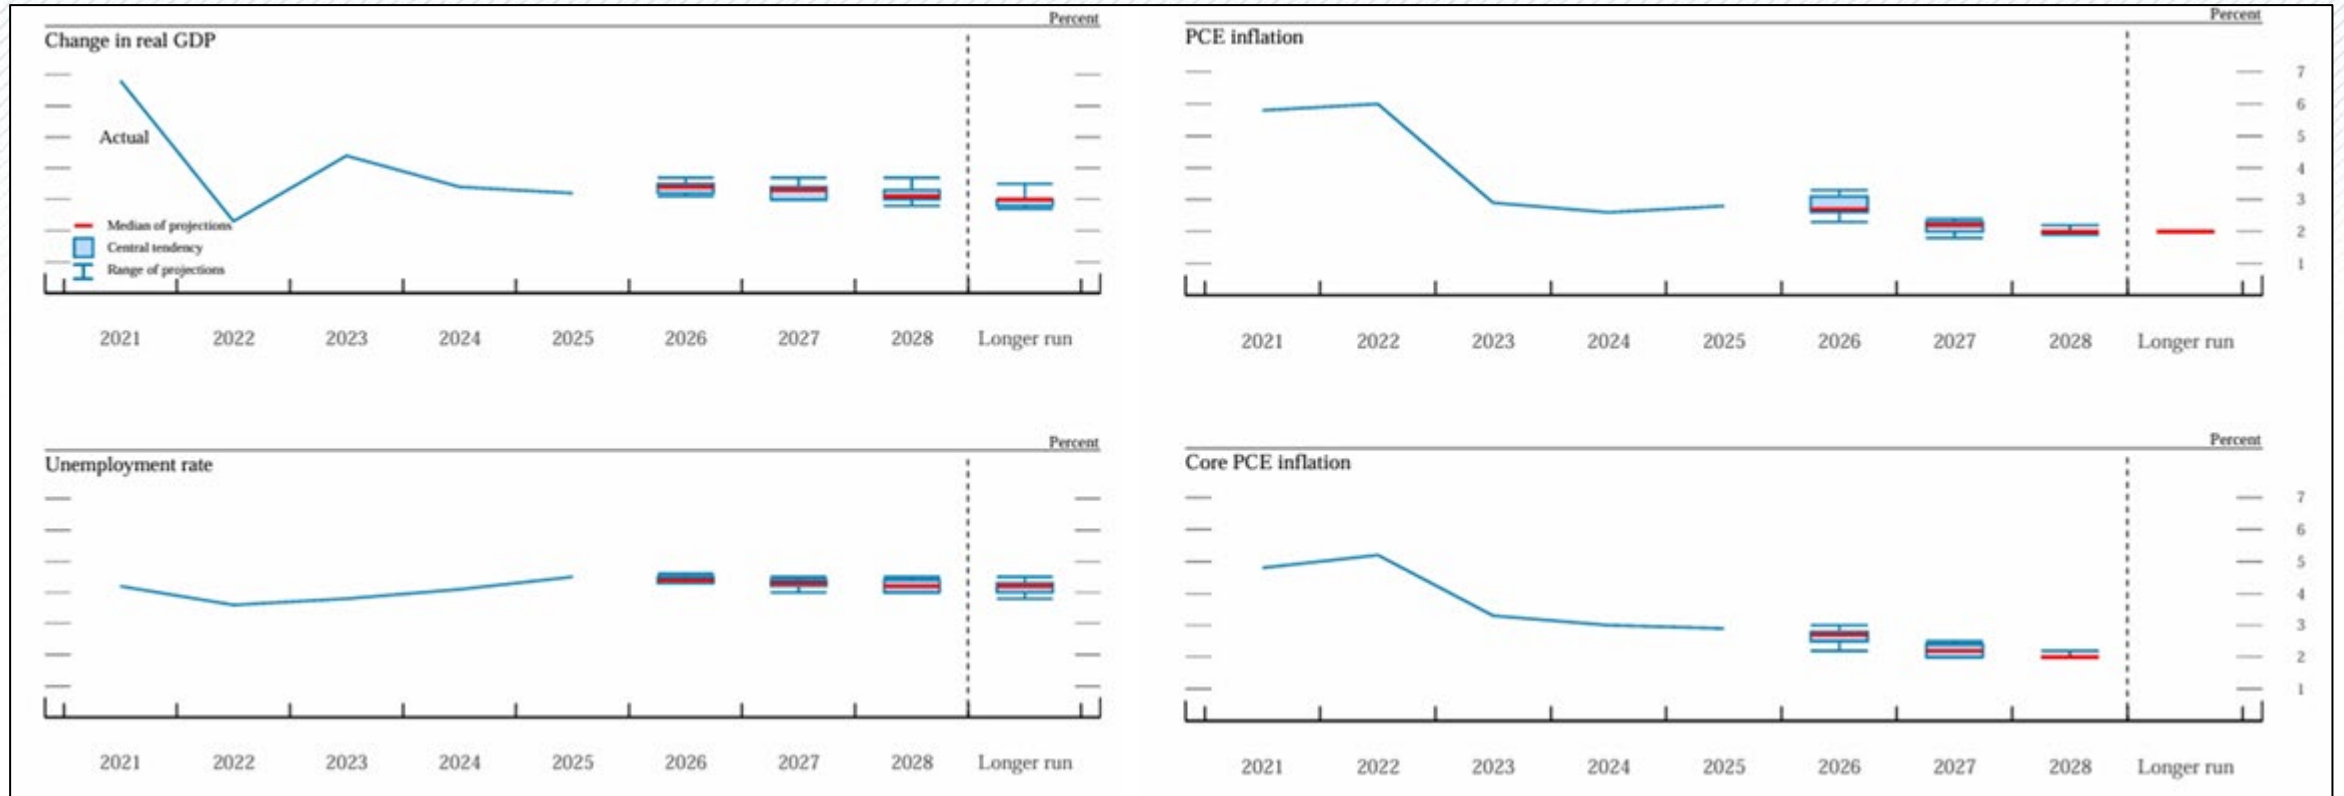 Percent
Change in real GDP
Actual
Median of projections
Central tendency
Range of projections
2021 2022 2023 2024 2025 2026 2027 2028 Longer run
Percent
PCE inflation
7
6
5
4
3
2
1
2021 2022 2023 2024 2025 2026 2027 2028 Longer run
Percent
Unemployment rate
2021 2022 2023 2024 2025 2026 2027 2028 Longer run
Percent
Core PCE inflation
7
6
5
4
3
2
1
2021 2022 2023 2024 2025 2026 2027 2028 Longer run